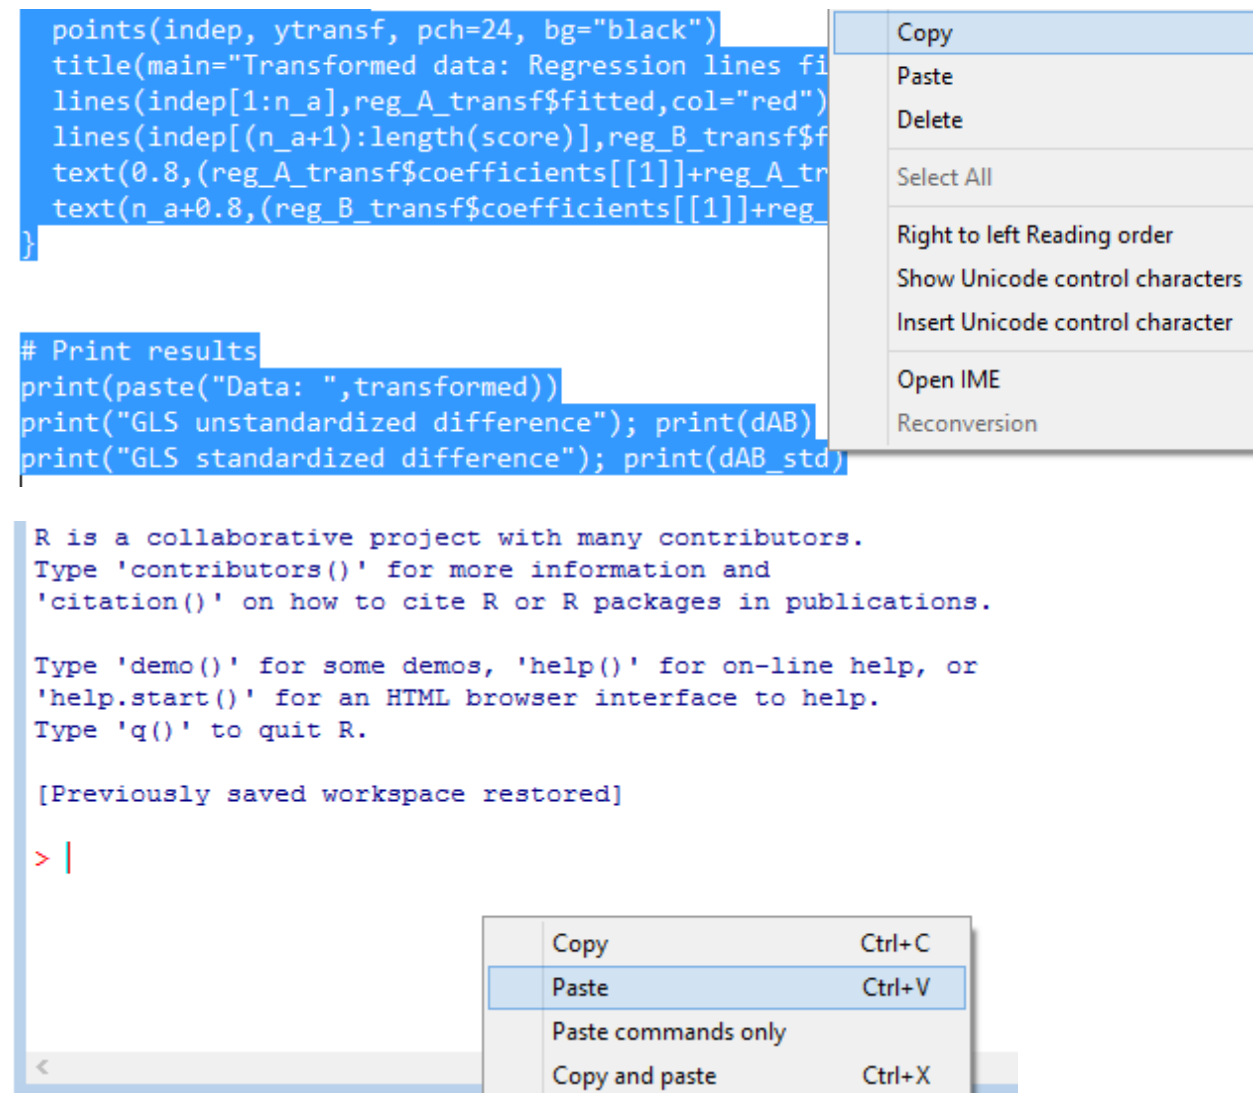 points(indep, ytransf, pch=24, bg="black")
title(main="Transformed data: Regression lines fi
lines(indep[1:n_a],reg_A_transf$fitted,col="red")
lines(indep[(n_a+1):length(score)],reg_B_transf$f
text(0.8,(reg_A_transf$coefficients[[1]]+reg_A_tr
text(n_a+0.8,(reg_B_transf$coefficients[[1]]+reg_
}
# Print results
print(paste("Data: ",transformed))
print("GLS unstandardized difference"); print(dAB)
print("GLS standardized difference"); print(dAB_std)
Copy
Paste
Delete
Select All
Right to left Reading order
Show Unicode control characters
Insert Unicode control character
Open IME
Reconversion
R is a collaborative project with many contributors.
Type 'contributors()' for more information and
'citation()' on how to cite R or R packages in publications.
Type 'demo()' for some demos, 'help()' for on-line help, or
'help.start()' for an HTML browser interface to help.
Type 'q()' to quit R.
[Previously saved workspace restored]
>
Copy Ctrl+C
Paste Ctrl+V
Paste commands only
Copy and paste Ctrl+X